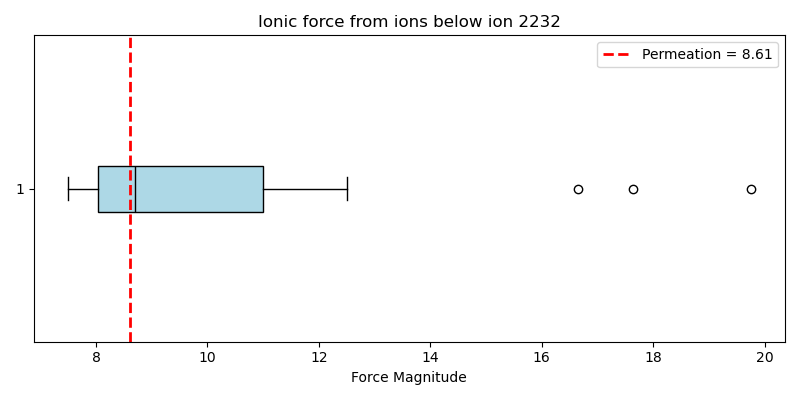 Ionic force from ions below ion 2232
Permeation = 8.61
1
8 10 12 14 16 18 20
Force Magnitude